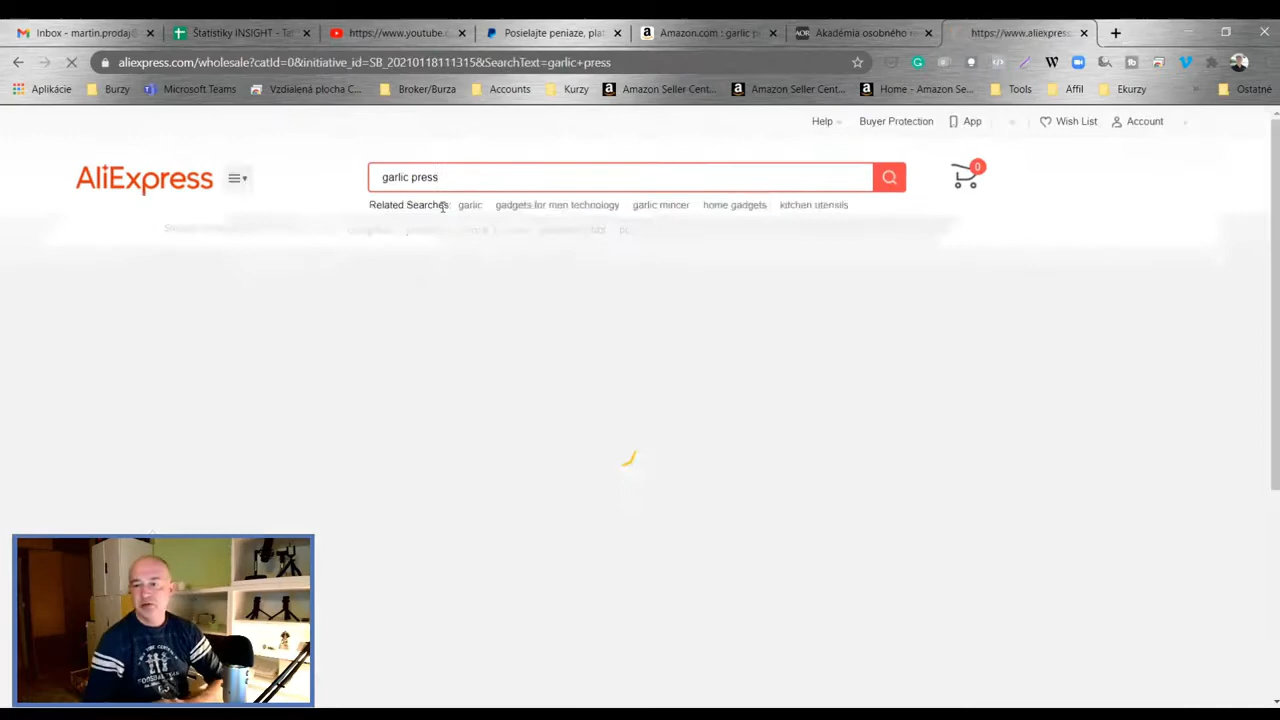 Inbox - martin.prodaj
Statistiky INSIGHT - Ta
https://www.youtube.c
Posielajte peniaze, plat
Amazon.com : garlic p
Akadémia osobného r
https://www.aliexpress.
aliexpress.com/wholesale?catId=0&initiative_id=SB_20210118111315&SearchText=garlic+press
Aplikácie
Burzy
Microsoft Teams
Vzdialená plocha C...
Broker/Burza
Accounts
Kurzy
Amazon Seller Cent...
Amazon Seller Cent...
Home - Amazon Se...
Tools
Affil
Ekurzy
Ostatné
Help
Buyer Protection
App
Wish List
Account
AliExpress
garlic press
0
Related Searches: garlic gadgets for men technology garlic mincer home gadgets kitchen utensils